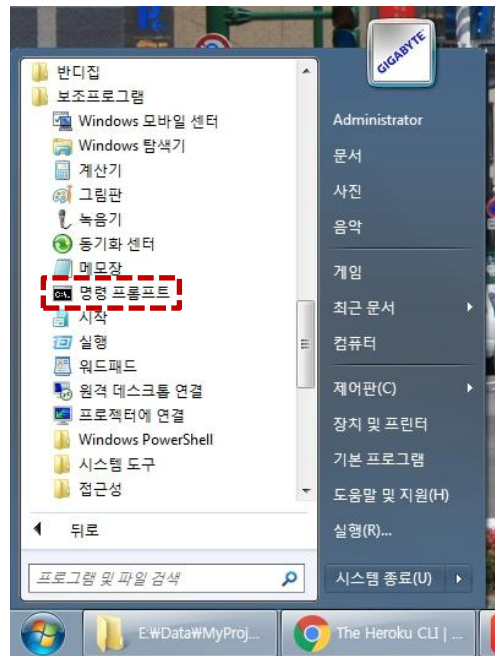 GIGABYTE
반디집
보조프로그램
Windows 모바일 센터
Windows 탐색기
계산기
그림판
녹음기
동기화 센터
메모장
명령 프롬프트
시작
실행
워드패드
원격 데스크톱 연결
프로젝터에 연결
Windows PowerShell
시스템 도구
접근성
뒤로
프로그램 및 파일 검색
Administrator
문서
사진
음악
게임
최근 문서
컴퓨터
제어판(C)
장치 및 프린터
기본 프로그램
도움말 및 지원(H)
실행(R)...
시스템 종료(U)
E:₩Data₩MyProj...
The Heroku CLI | ...